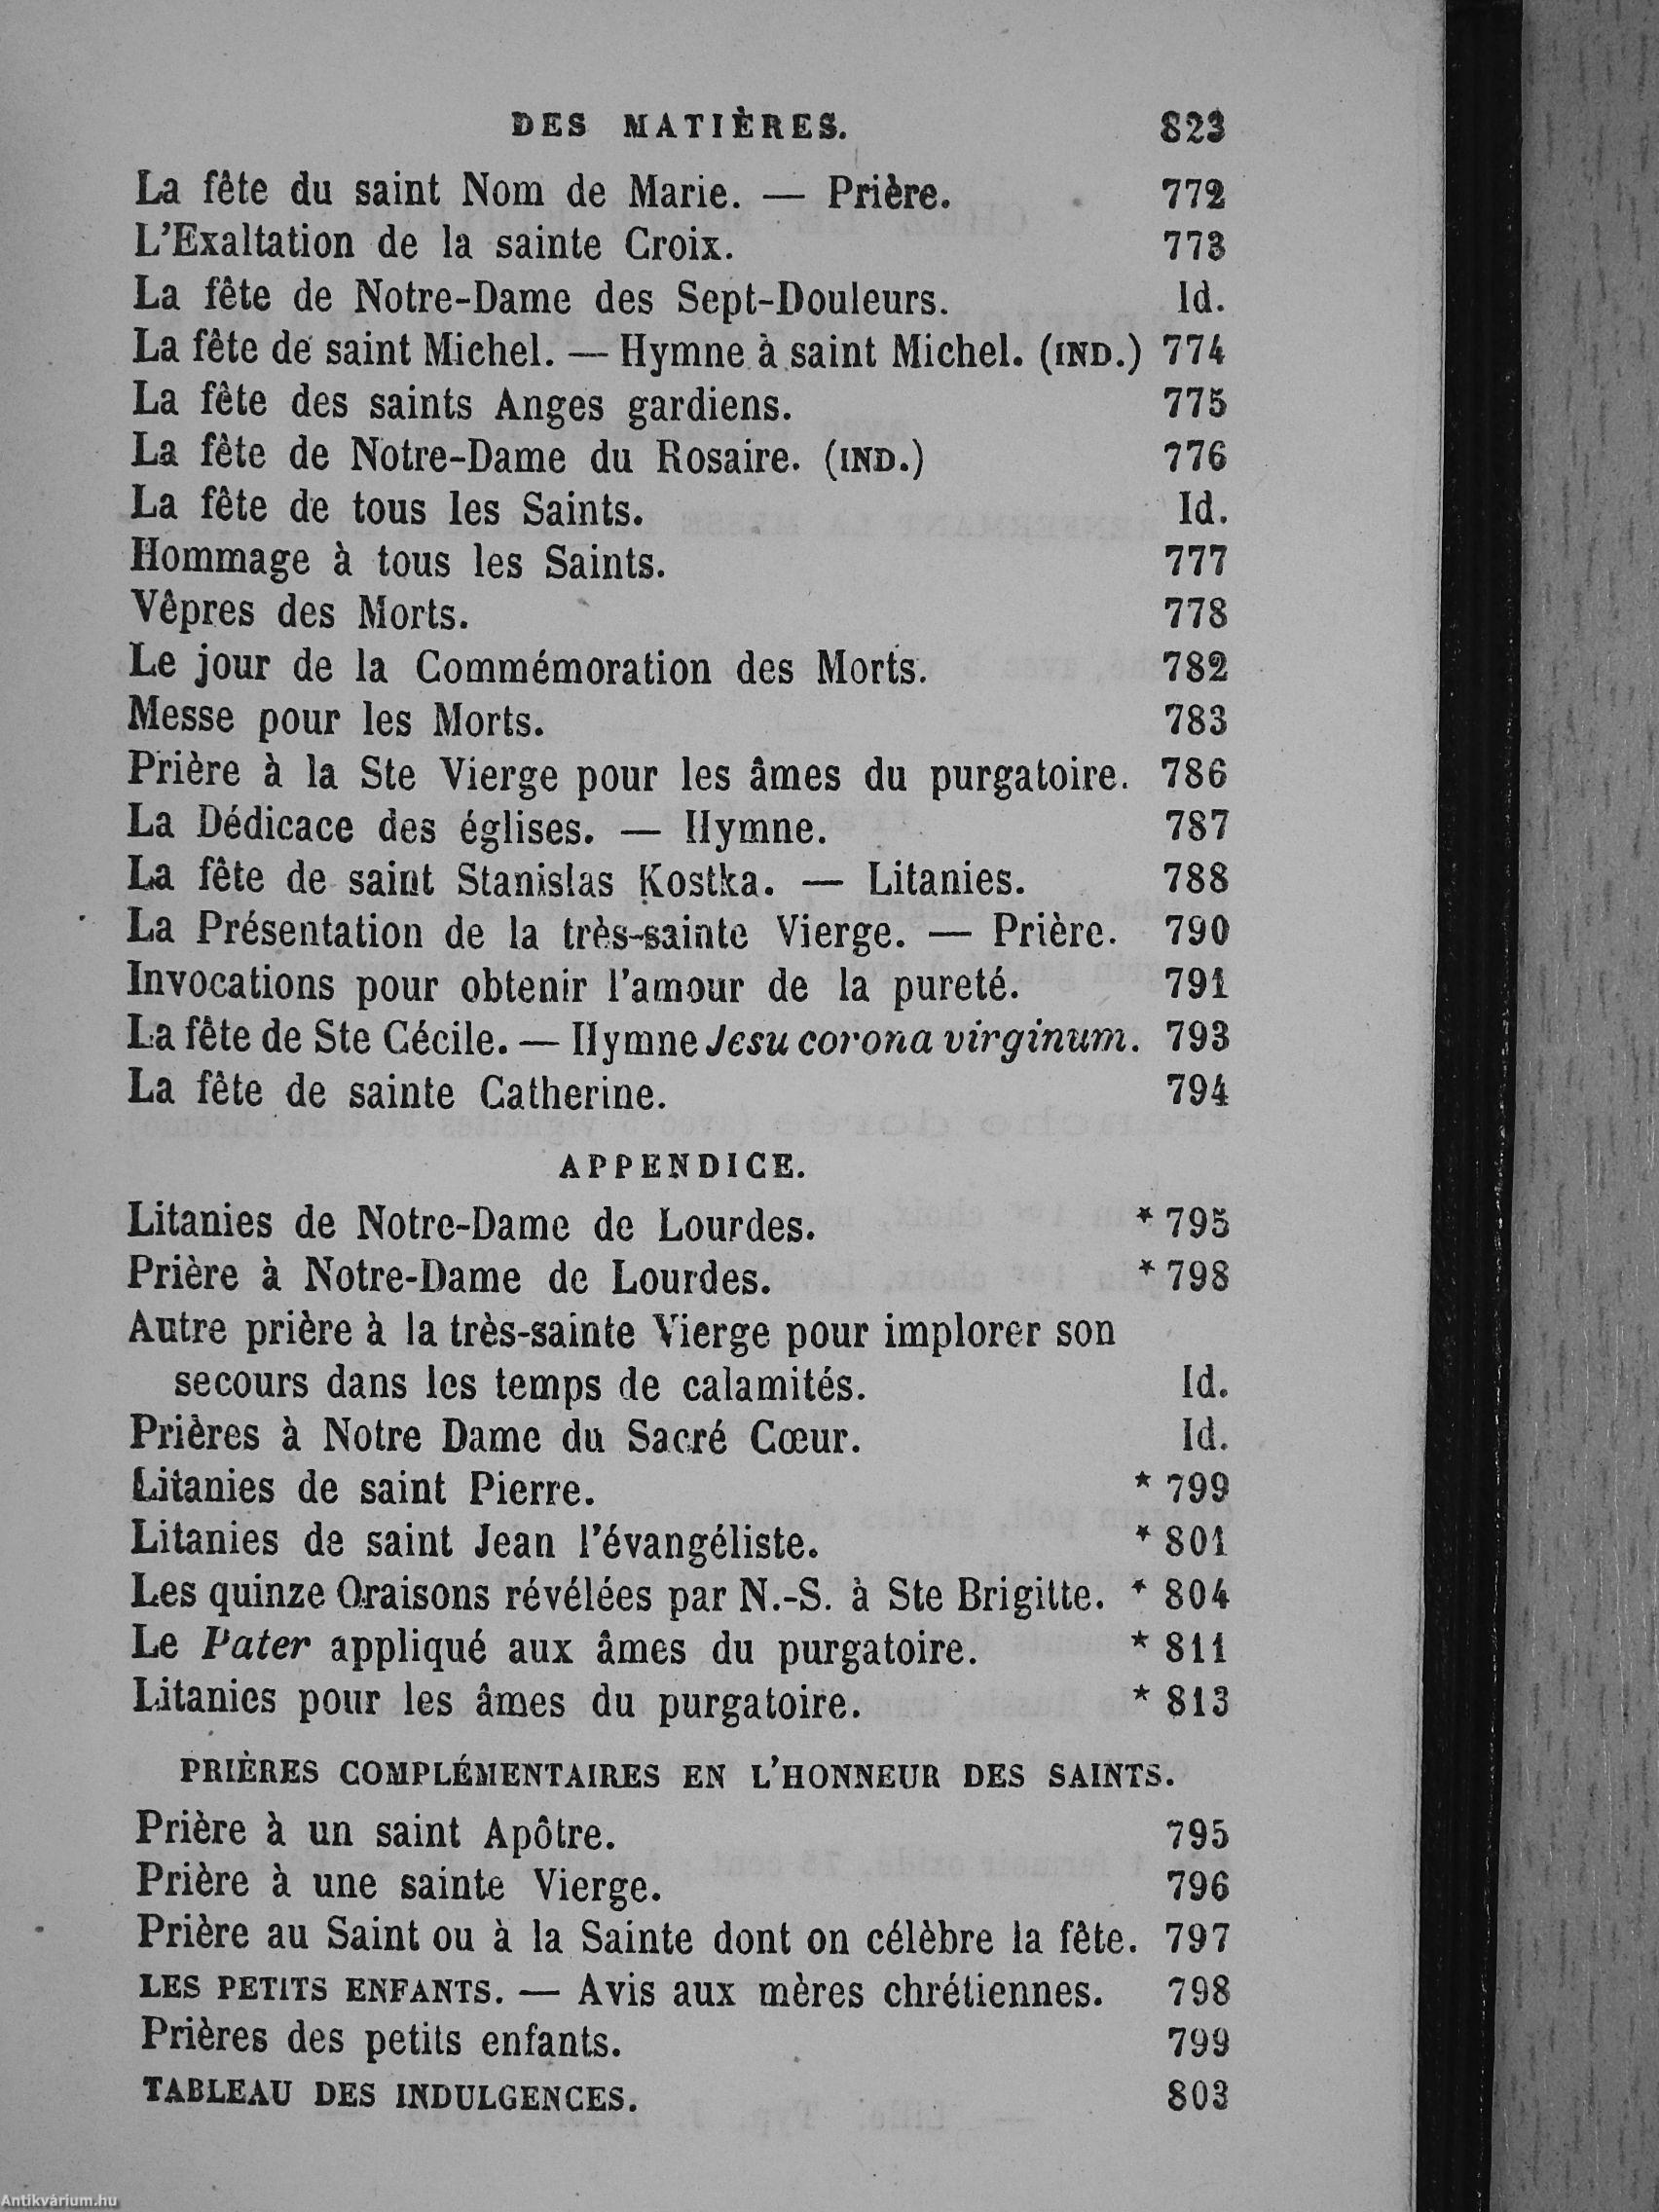 DES MATIÈRES. 823
La fête du saint Nom de Marie. — Prière. 772
L'Exaltation de la sainte Croix. 773
La fête de Notre-Dame des Sept-Douleurs. Id.
La fête de saint Michel. — Hymne à saint Michel. (IND.) 774
La fête des saints Anges gardiens. 775
La fête de Notre-Dame du Rosaire. (IND.) 776
La fête de tous les Saints. Id.
Hommage à tous les Saints. 777
Vêpres des Morts. 778
Le jour de la Commémoration des Morts. 782
Messe pour les Morts. 783
Prière à la Ste Vierge pour les âmes du purgatoire. 786
La Dédicace des églises. — Hymne. 787
La fête de saint Stanislas Kostka. — Litanies. 788
La Présentation de la très-sainte Vierge. — Prière. 790
Invocations pour obtenir l'amour de la pureté. 791
La fête de Ste Cécile. — Hymne Jesu corona virginum. 793
La fête de sainte Catherine. 794
APPENDICE.
Litanies de Notre-Dame de Lourdes. * 795
Prière à Notre-Dame de Lourdes. * 798
Autre prière à la très-sainte Vierge pour implorer son
secours dans les temps de calamités. Id.
Prières à Notre Dame du Sacré Cœur. Id.
Litanies de saint Pierre. * 799
Litanies de saint Jean l'évangéliste. * 801
Les quinze Oraisons révélées par N.-S. à Ste Brigitte. * 804
Le Pater appliqué aux âmes du purgatoire. * 811
Litanies pour les âmes du purgatoire. * 813
PRIÈRES COMPLÉMENTAIRES EN L'HONNEUR DES SAINTS.
Prière à un saint Apôtre. 795
Prière à une sainte Vierge. 796
Prière au Saint ou à la Sainte dont on célèbre la fête. 797
LES PETITS ENFANTS. — Avis aux mères chrétiennes. 798
Prières des petits enfants. 799
TABLEAU DES INDULGENCES. 803
Antikvárium.hu